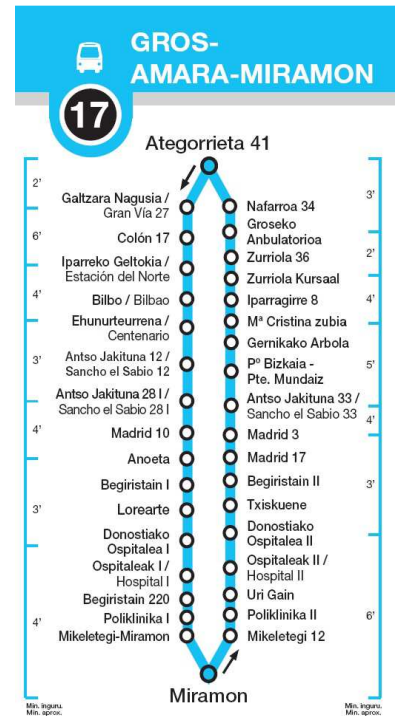 GROS-
AMARA-MIRAMON
17
Ategorrieta 41
2'
6'
4'
3'
4'
3'
4'
Galtzara Nagusia /
Gran Vía 27
Colón 17
Iparreko Geltokia /
Estación del Norte
Bilbo / Bilbao
Ehunurteurrena /
Centenario
Antso Jakituna 12 /
Sancho el Sabio 12
Antso Jakituna 28 I /
Sancho el Sabio 28 I
Madrid 10
Anoeta
Begiristain I
Lorearte
Donostiako
Ospitalea I
Ospitaleak I /
Hospital I
Begiristain 220
Poliklinika I
Mikeletegi-Miramon
Nafarroa 34
Groseko
Anbulatorioa
Zurriola 36
Zurriola Kursaal
Iparragirre 8
Mª Cristina zubia
Gernikako Arbola
Pº Bizkaia -
Pte. Mundaiz
Antso Jakituna 33 /
Sancho el Sabio 33
Madrid 3
Madrid 17
Begiristain II
Txiskuene
Donostiako
Ospitalea II
Ospitaleak II /
Hospital II
Uri Gain
Poliklinika II
Mikeletegi 12
3'
2'
4'
5'
4'
3'
6'
Miramon
Min. inguru.
Min. aprox.
Min. inguru.
Min. aprox.